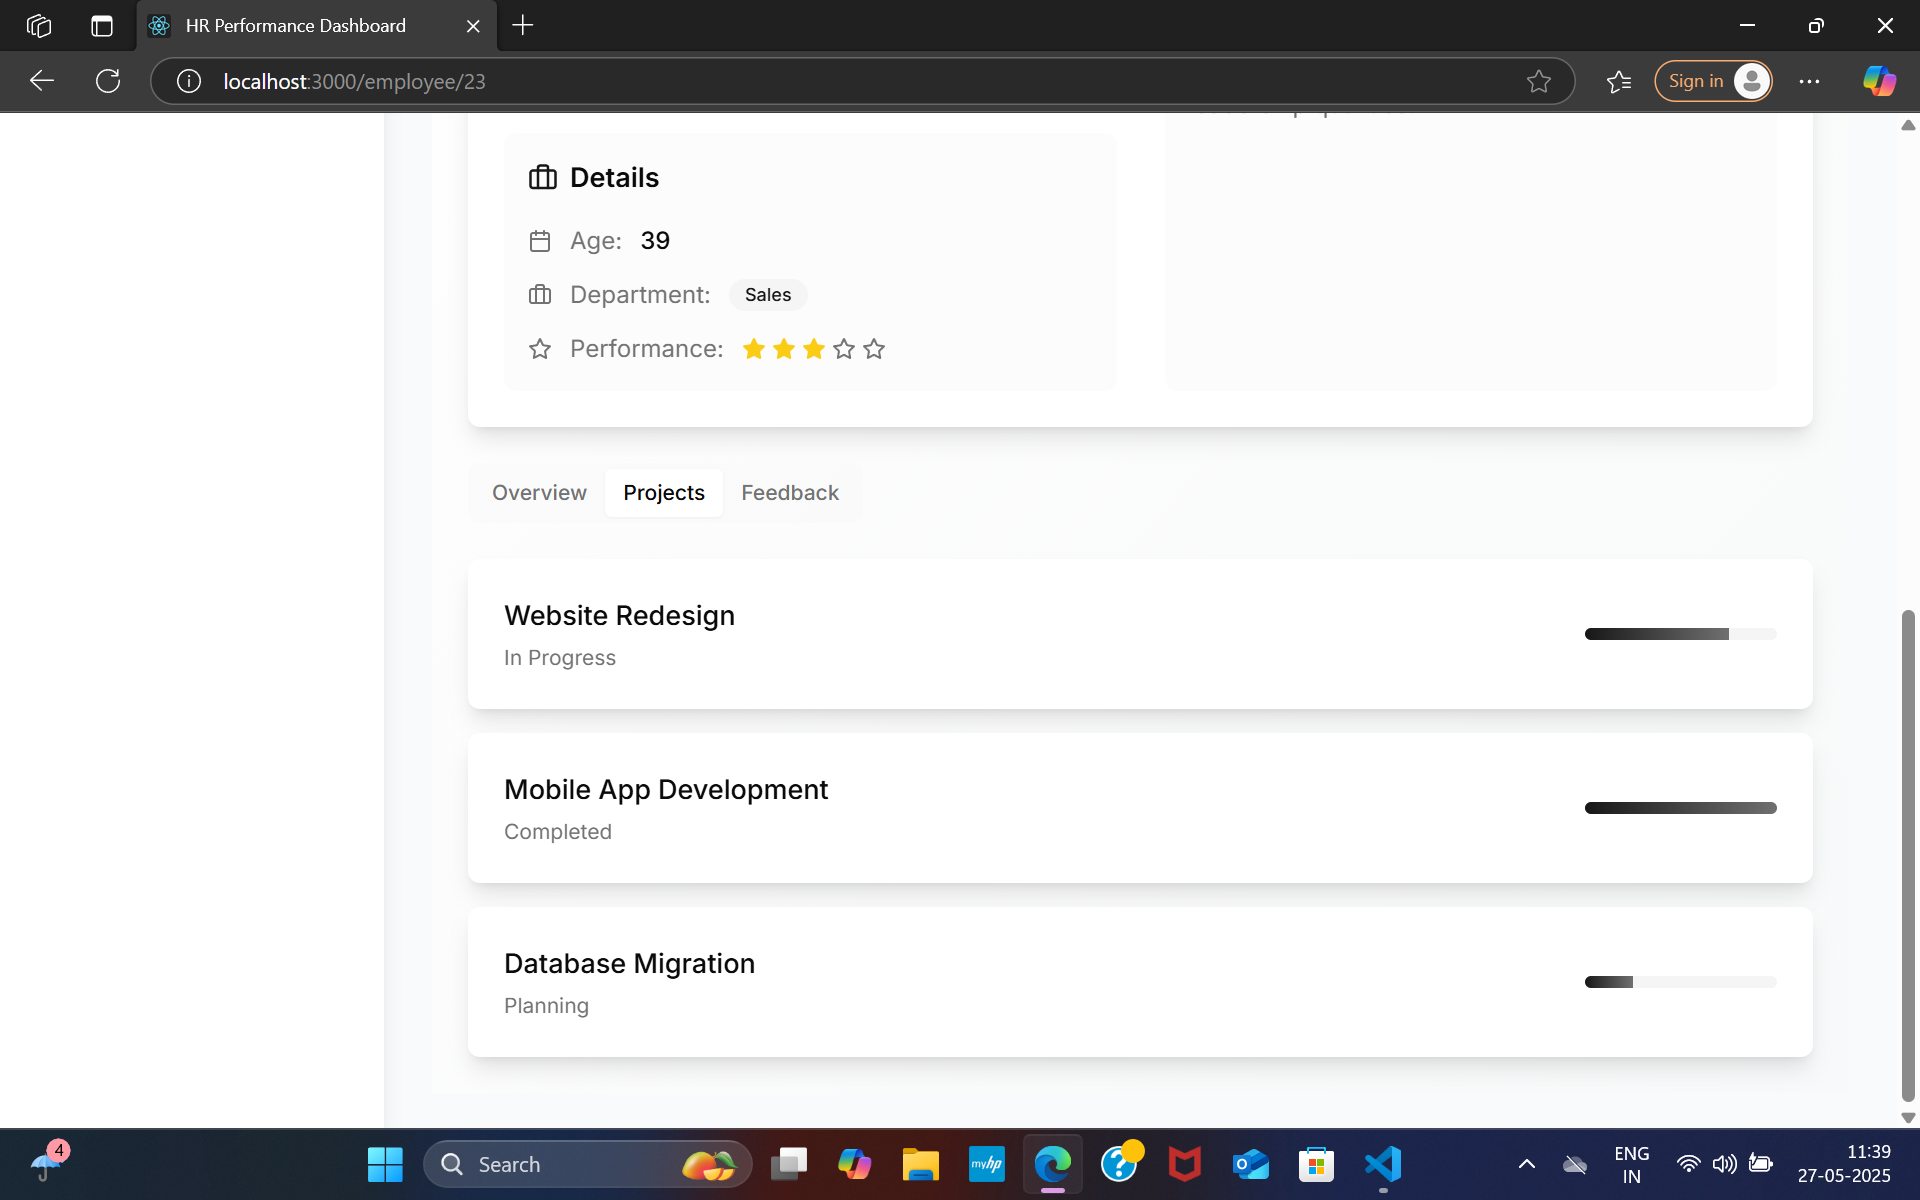 HR Performance Dashboard
localhost:3000/employee/23
Sign in
Details
Age: 39
Department: Sales
Performance:
Overview Projects Feedback
Website Redesign
In Progress
Mobile App Development
Completed
Database Migration
Planning
4
Search
myhp
ENG
IN
11:39
27-05-2025